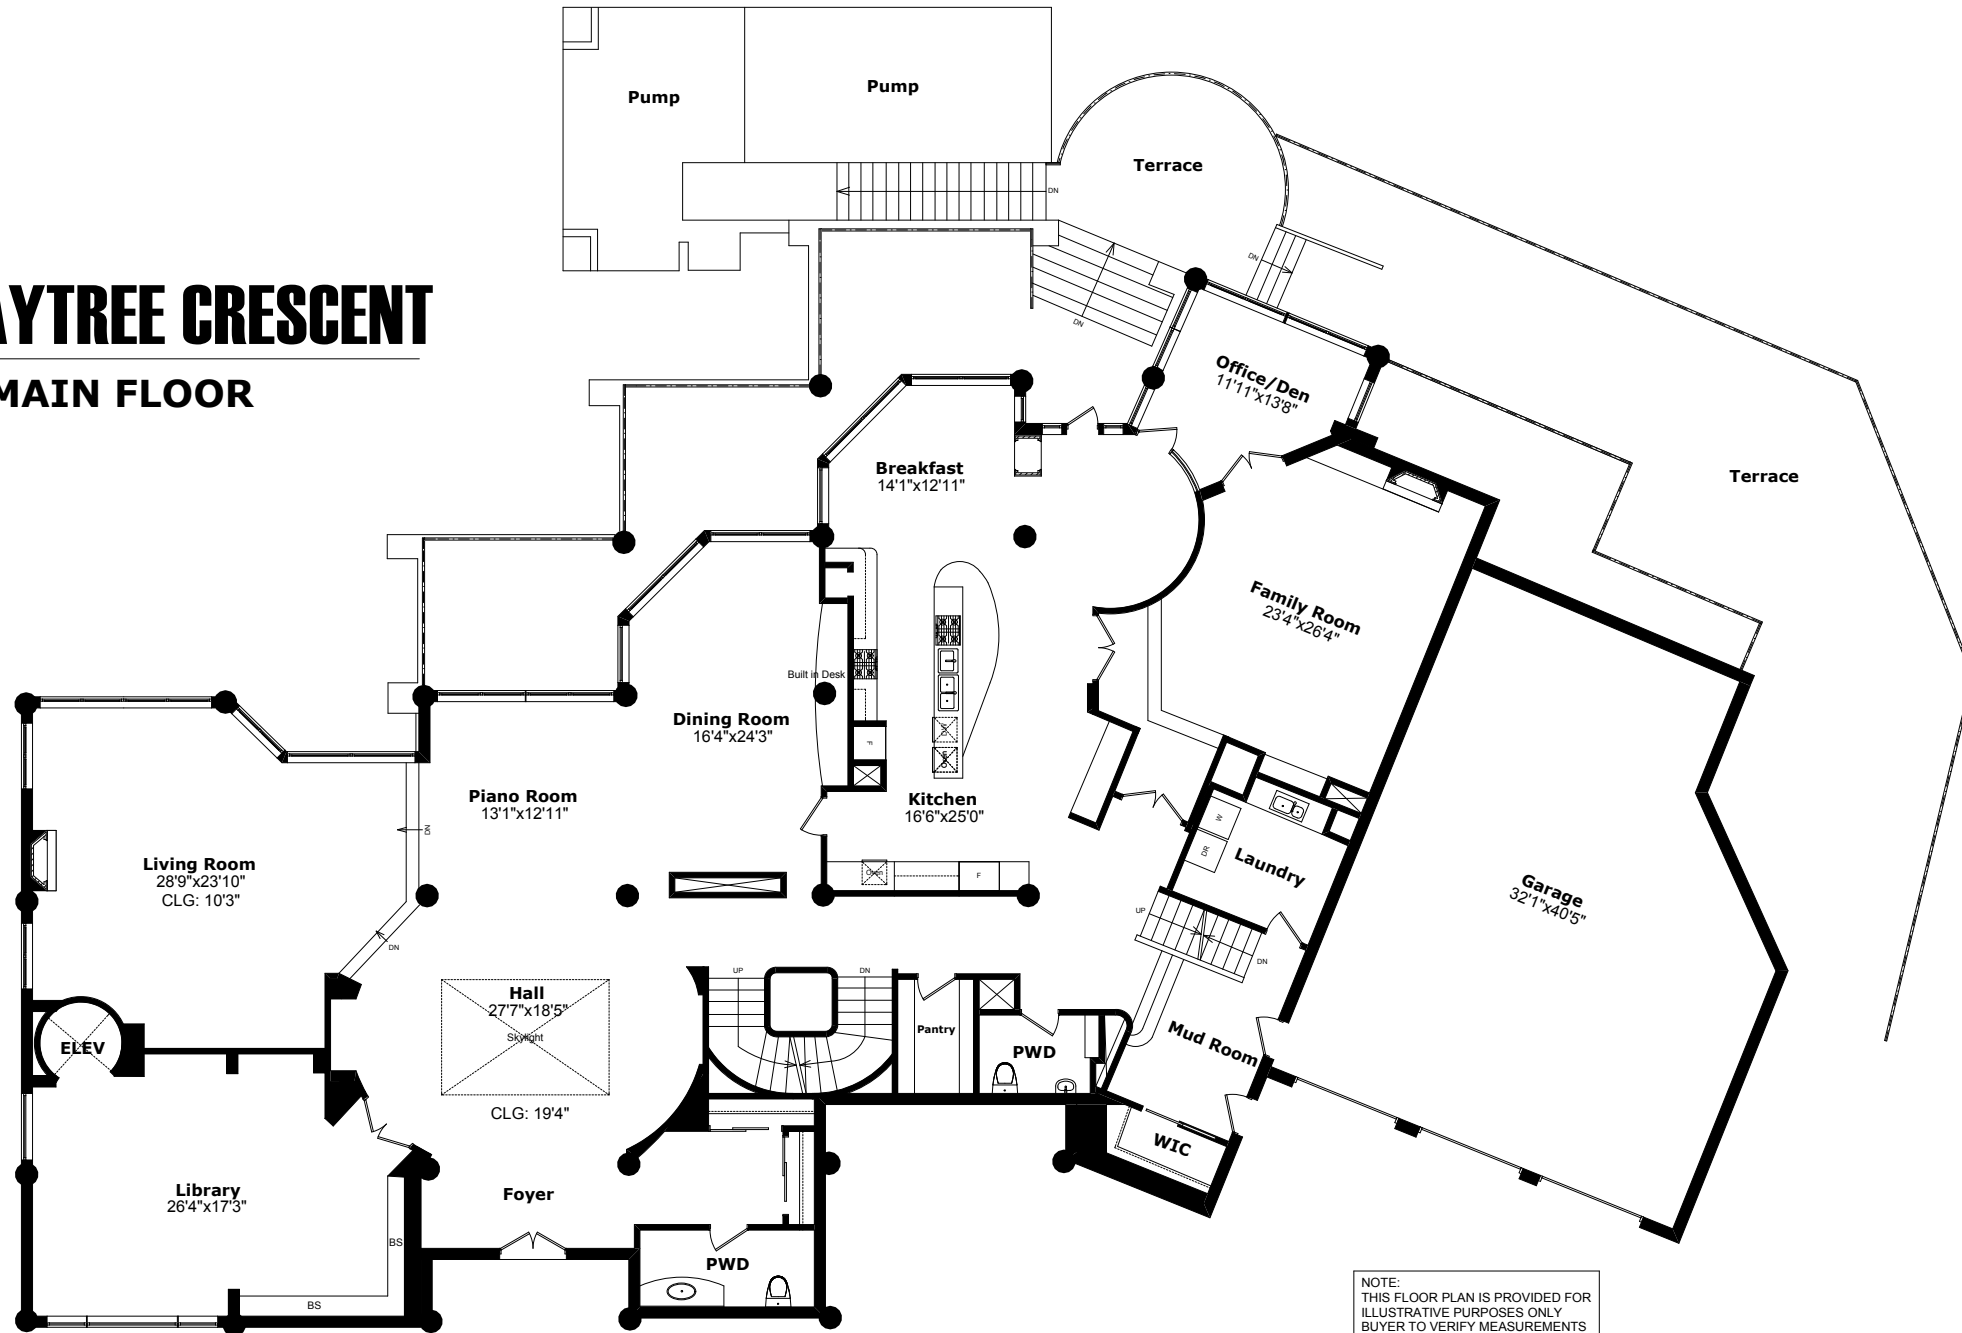 Pump
Pump
Terrace
DN
DN
DN
AYTREE CRESCENT
MAIN FLOOR
Office/Den
11'11"x13'8"
Breakfast
14'1"x12'11"
Terrace
Family Room
23'4"x26'4"
Built in Desk
Dining Room
16'4"x24'3"
F
DW
Oven
Piano Room
13'1"x12'11"
Kitchen
16'6"x25'0"
DN
Living Room
28'9"x23'10"
CLG: 10'3"
W
DR
Laundry
Oven
F
Garage
32'1"x40'5"
UP
DN
DN
UP
DN
Hall
27'7"x18'5"
Skylight
Pantry
ELEV
PWD
Mud Room
CLG: 19'4"
WIC
Library
26'4"x17'3"
Foyer
BS
PWD
BS
NOTE:
THIS FLOOR PLAN IS PROVIDED FOR
ILLUSTRATIVE PURPOSES ONLY
BUYER TO VERIFY MEASUREMENTS